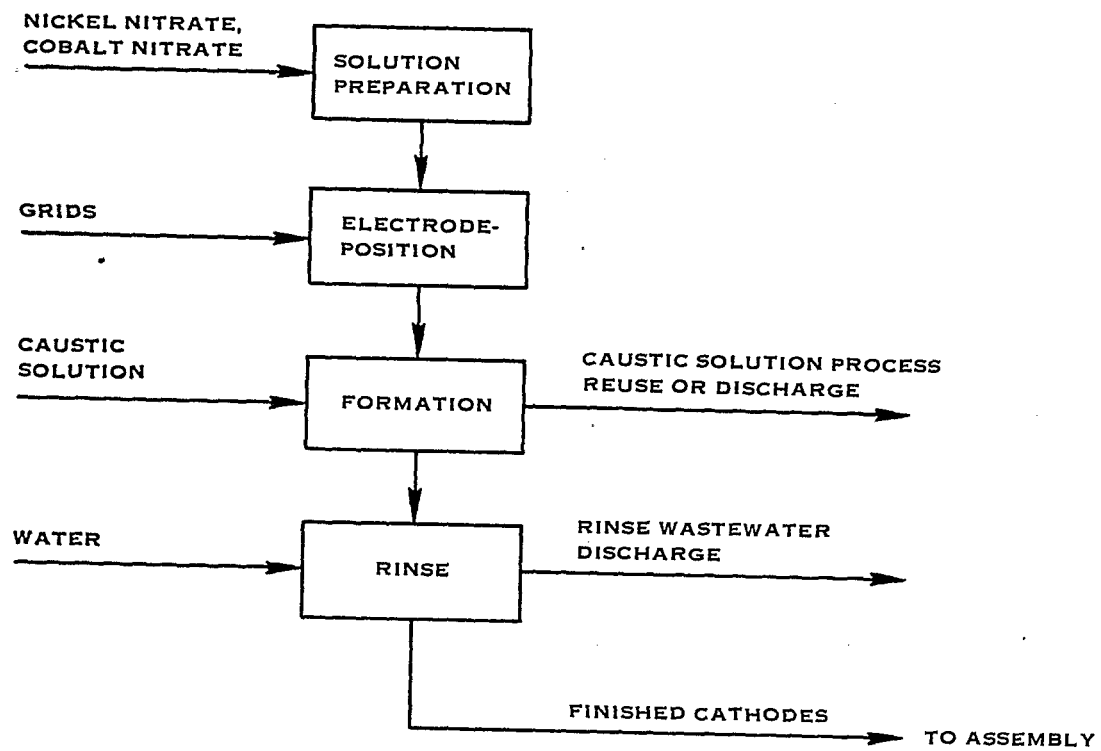 NICKEL NITRATE,
COBALT NITRATE
SOLUTION
PREPARATION
GRIDS
ELECTRODE-
POSITION
CAUSTIC
SOLUTION
FORMATION
CAUSTIC SOLUTION PROCESS
REUSE OR DISCHARGE
WATER
RINSE
RINSE WASTEWATER
DISCHARGE
FINISHED CATHODES
TO ASSEMBLY